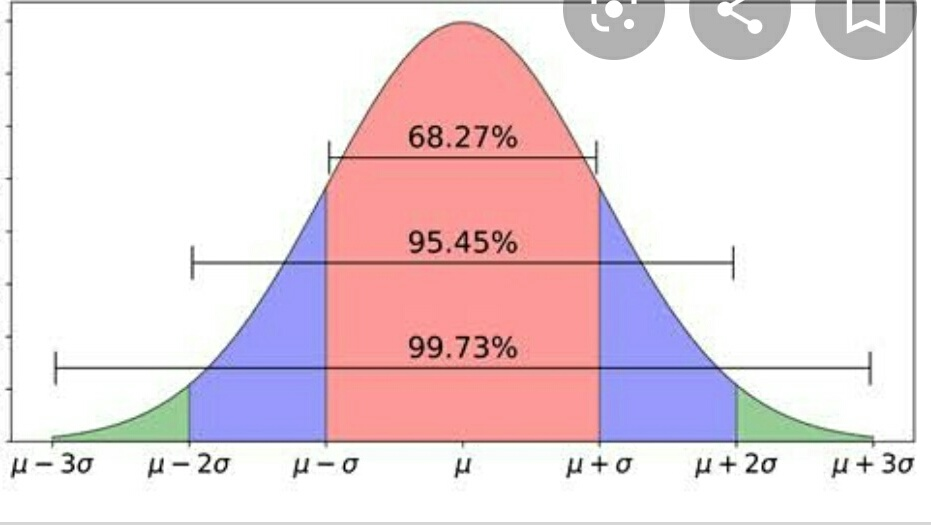 68.27%
95.45%
99.73%
μ − 3σ μ − 2σ μ − σ μ μ + σ μ + 2σ μ + 3σ